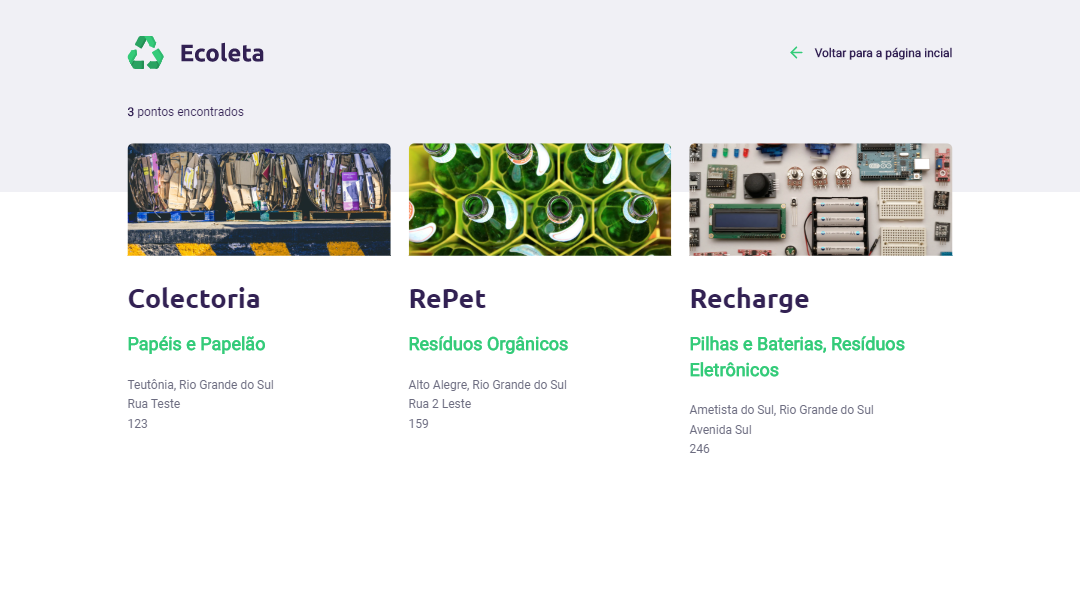 Ecoleta
Voltar para a página incial
3 pontos encontrados
Colectoria
Papéis e Papelão
Teutônia, Rio Grande do Sul
Rua Teste
123
RePet
Resíduos Orgânicos
Alto Alegre, Rio Grande do Sul
Rua 2 Leste
159
Recharge
Pilhas e Baterias, Resíduos
Eletrônicos
Ametista do Sul, Rio Grande do Sul
Avenida Sul
246